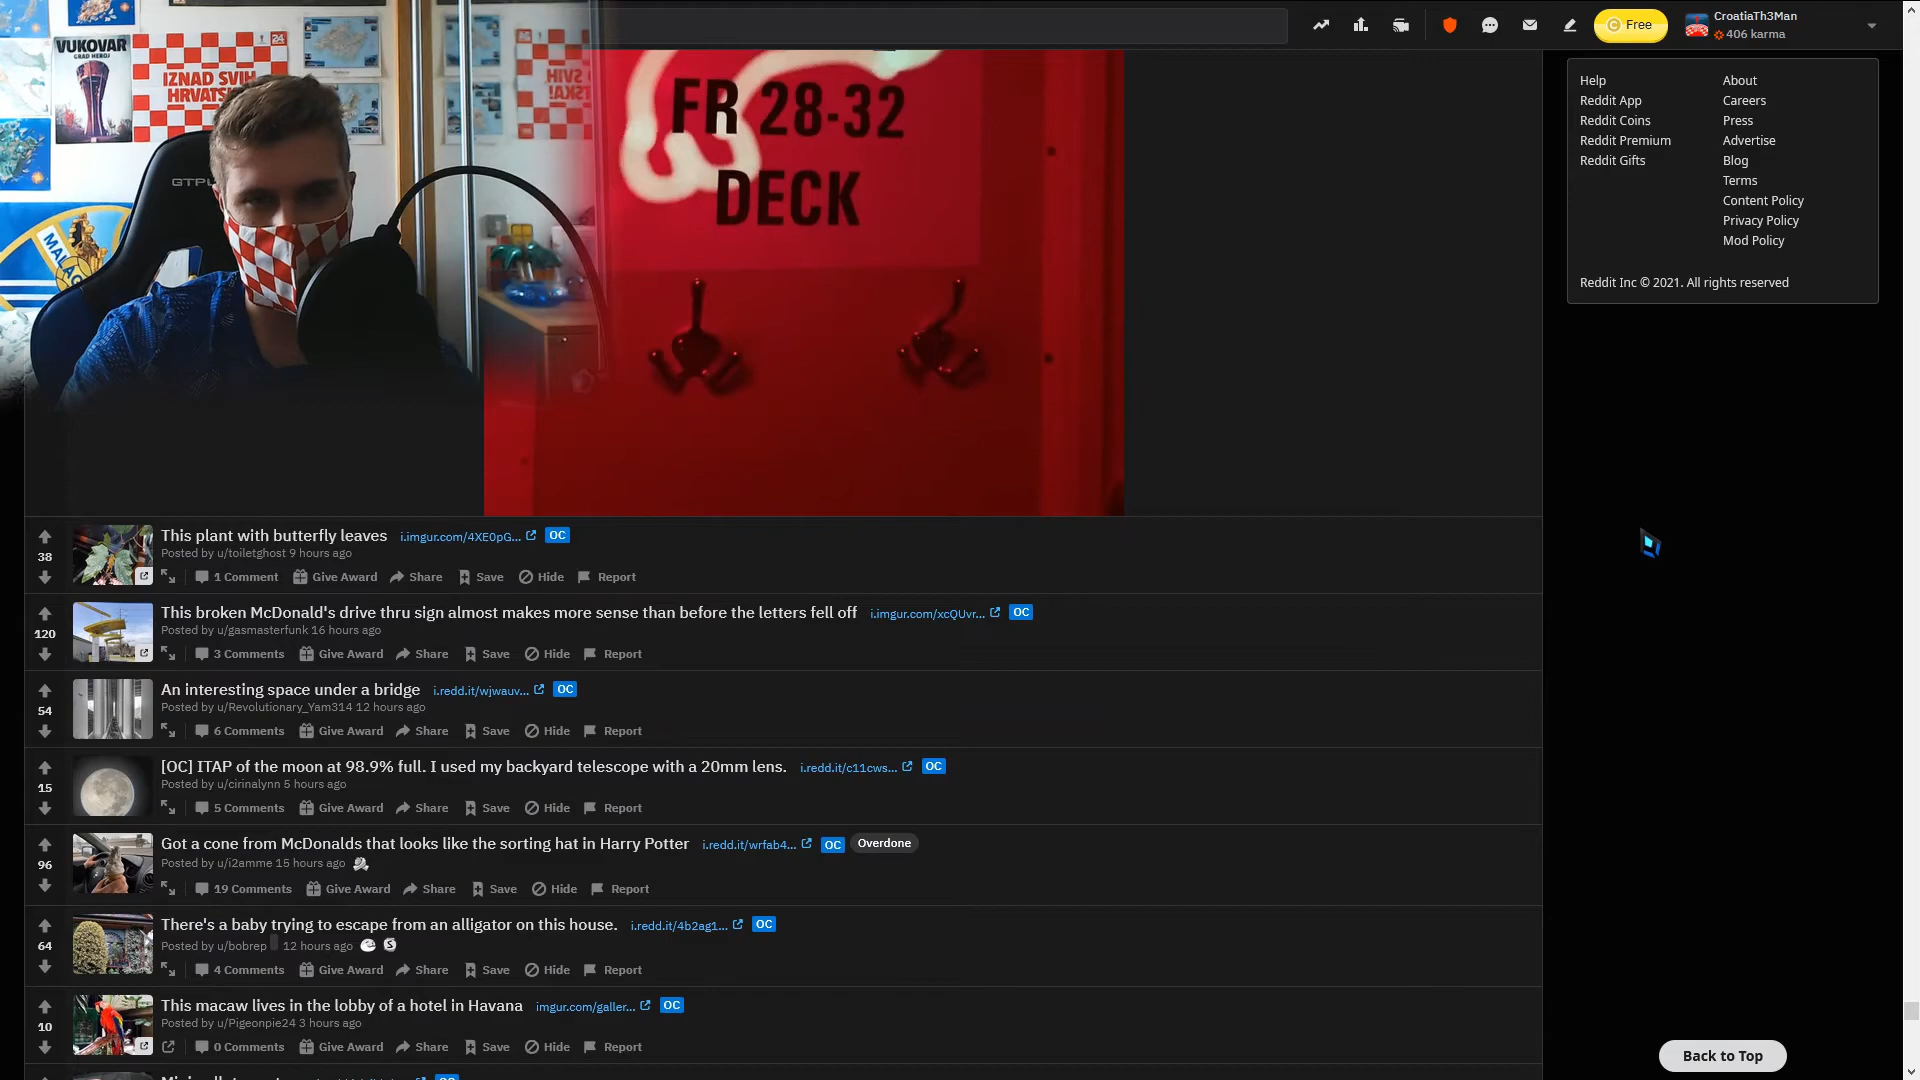 VUKOVAR
GRAD HEROJ
IZNAD SVIH
HRVATSK
24
GTPL
MALAG
FR 28-32
DECK
Free
CroatiaTh3Man
406 karma
Help
About
Reddit App
Careers
Reddit Coins
Press
Reddit Premium
Advertise
Reddit Gifts
Blog
Terms
Content Policy
Privacy Policy
Mod Policy
Reddit Inc © 2021. All rights reserved
38
This plant with butterfly leaves i.imgur.com/4XE0pG... OC
Posted by u/toiletghost 9 hours ago
1 Comment Give Award Share Save Hide Report
120
This broken McDonald's drive thru sign almost makes more sense than before the letters fell off i.imgur.com/xcQUvr... OC
Posted by u/gasmasterfunk 16 hours ago
3 Comments Give Award Share Save Hide Report
54
An interesting space under a bridge i.redd.it/wjwauv... OC
Posted by u/Revolutionary_Yam314 12 hours ago
6 Comments Give Award Share Save Hide Report
15
[OC] ITAP of the moon at 98.9% full. I used my backyard telescope with a 20mm lens. i.redd.it/c11cws... OC
Posted by u/cirinalynn 5 hours ago
5 Comments Give Award Share Save Hide Report
96
Got a cone from McDonalds that looks like the sorting hat in Harry Potter i.redd.it/wrfab4... OC Overdone
Posted by u/i2amme 15 hours ago
19 Comments Give Award Share Save Hide Report
64
There's a baby trying to escape from an alligator on this house. i.redd.it/4b2ag1... OC
Posted by u/bobrep 12 hours ago
4 Comments Give Award Share Save Hide Report
10
This macaw lives in the lobby of a hotel in Havana imgur.com/galler... OC
Posted by u/Pigeonpie24 3 hours ago
0 Comments Give Award Share Save Hide Report
Back to Top